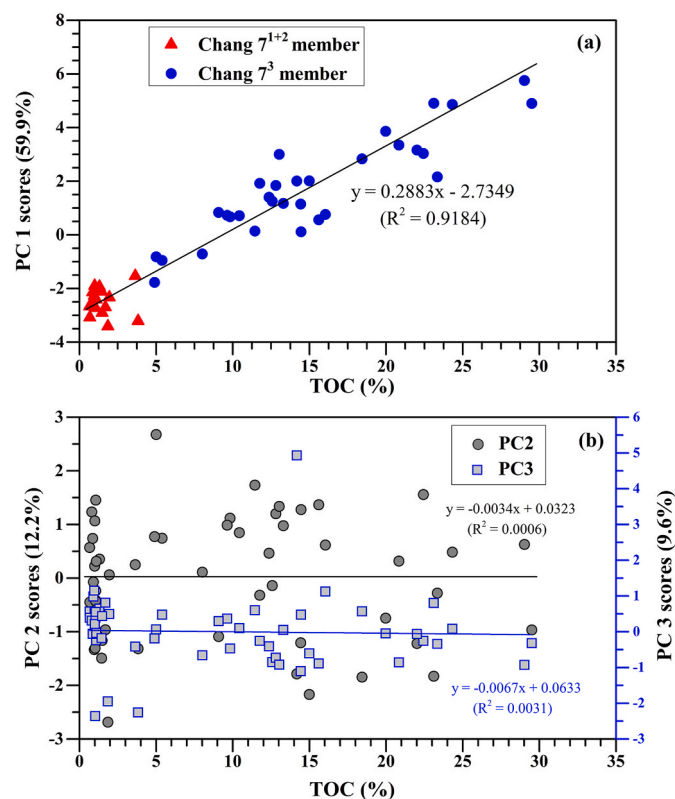 Chang 7¹⁺² member
Chang 7³ member
(a)
PC 1 scores (59.9%)
8
6
4
2
0
-2
-4
y = 0.2883x - 2.7349
(R² = 0.9184)
0 5 10 15 20 25 30 35
TOC (%)
PC2
PC3
(b)
PC 2 scores (12.2%)
3
2
1
0
-1
-2
-3
y = -0.0034x + 0.0323
(R² = 0.0006)
y = -0.0067x + 0.0633
(R² = 0.0031)
6
5
4
3
2
1
0
-1
-2
-3
PC 3 scores (9.6%)
0 5 10 15 20 25 30 35
TOC (%)